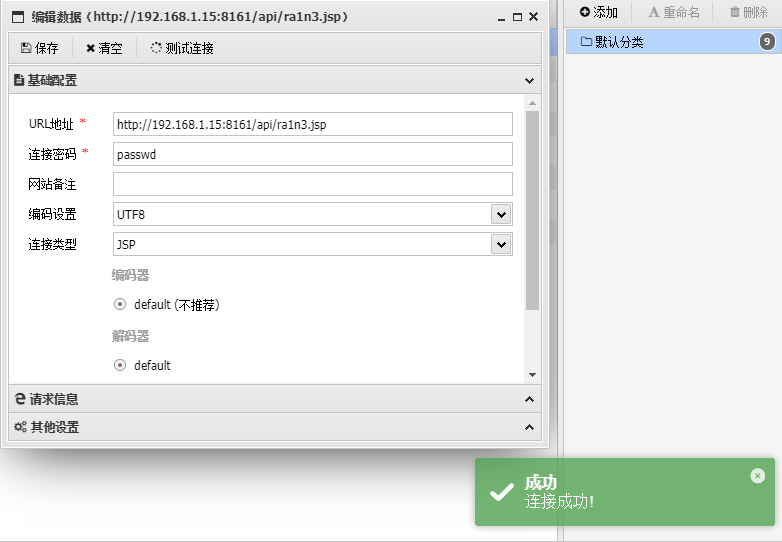 编辑数据 (http://192.168.1.15:8161/api/ra1n3.jsp)
保存 清空 测试连接
基础配置
URL地址 * http://192.168.1.15:8161/api/ra1n3.jsp
连接密码 * passwd
网站备注
编码设置 UTF8
连接类型 JSP
编码器
default (不推荐)
解码器
default
请求信息
其他设置
添加 重命名 删除
默认分类 9
成功
连接成功!